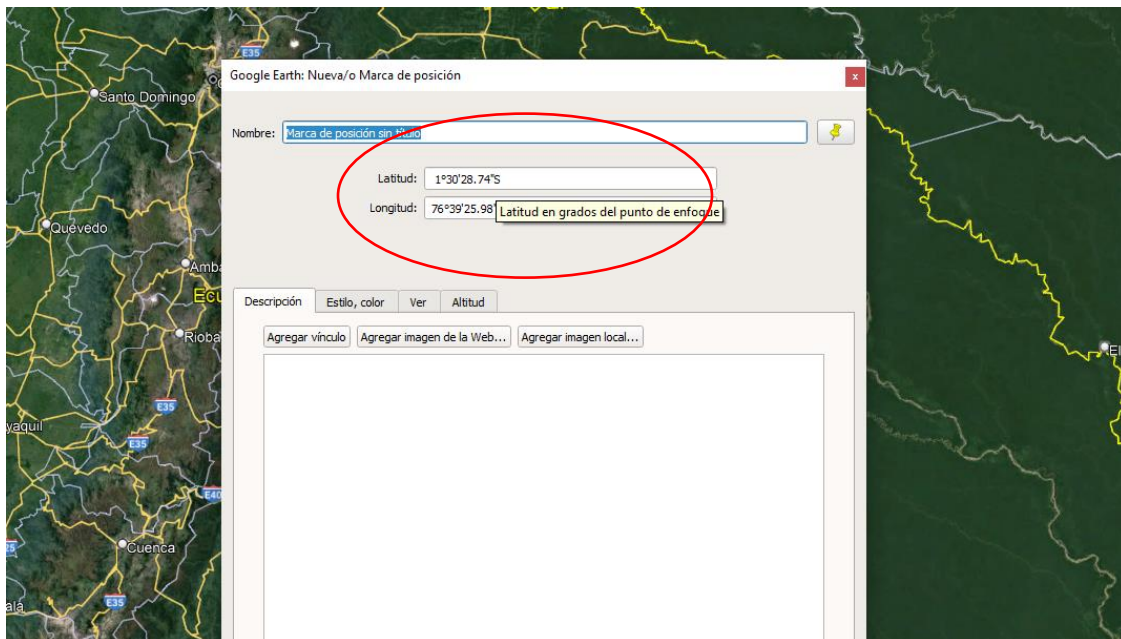 E35
Google Earth: Nueva/o Marca de posición
x
Santo Domingo
Nombre: Marca de posición sin título
Latitud: 1°30'28.74"S
Longitud: 76°39'25.98"
Latitud en grados del punto de enfoque
Quevedo
Amba
Ecu
Descripción Estilo, color Ver Altitud
Rioba
Agregar vínculo Agregar imagen de la Web... Agregar imagen local...
El
E35
yaquil
E35
E40
Cuenca
25
ala
E35